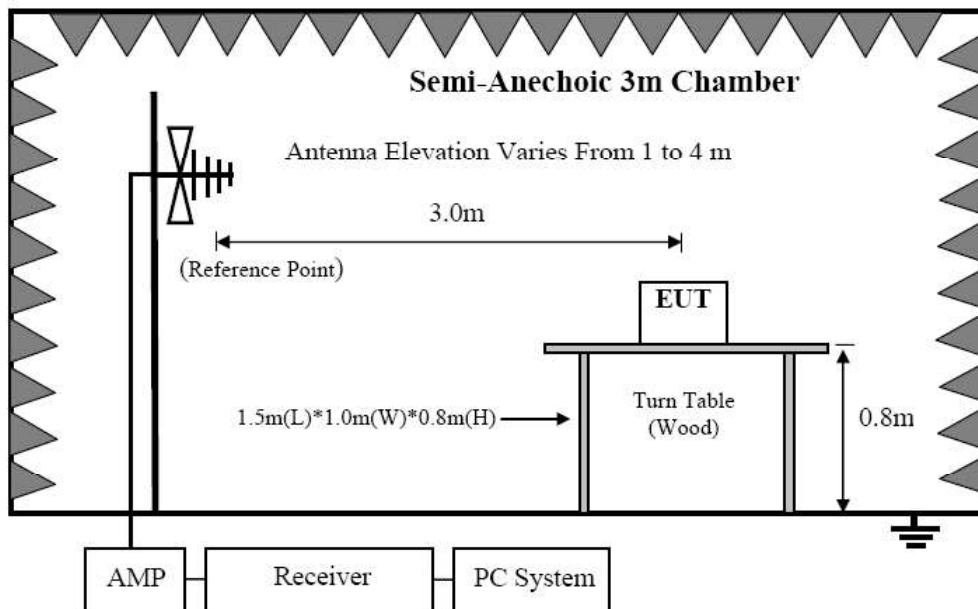 Semi-Anechoic 3m Chamber
Antenna Elevation Varies From 1 to 4 m
3.0m
(Reference Point)
EUT
1.5m(L)*1.0m(W)*0.8m(H)
Turn Table
(Wood)
0.8m
AMP
Receiver
PC System